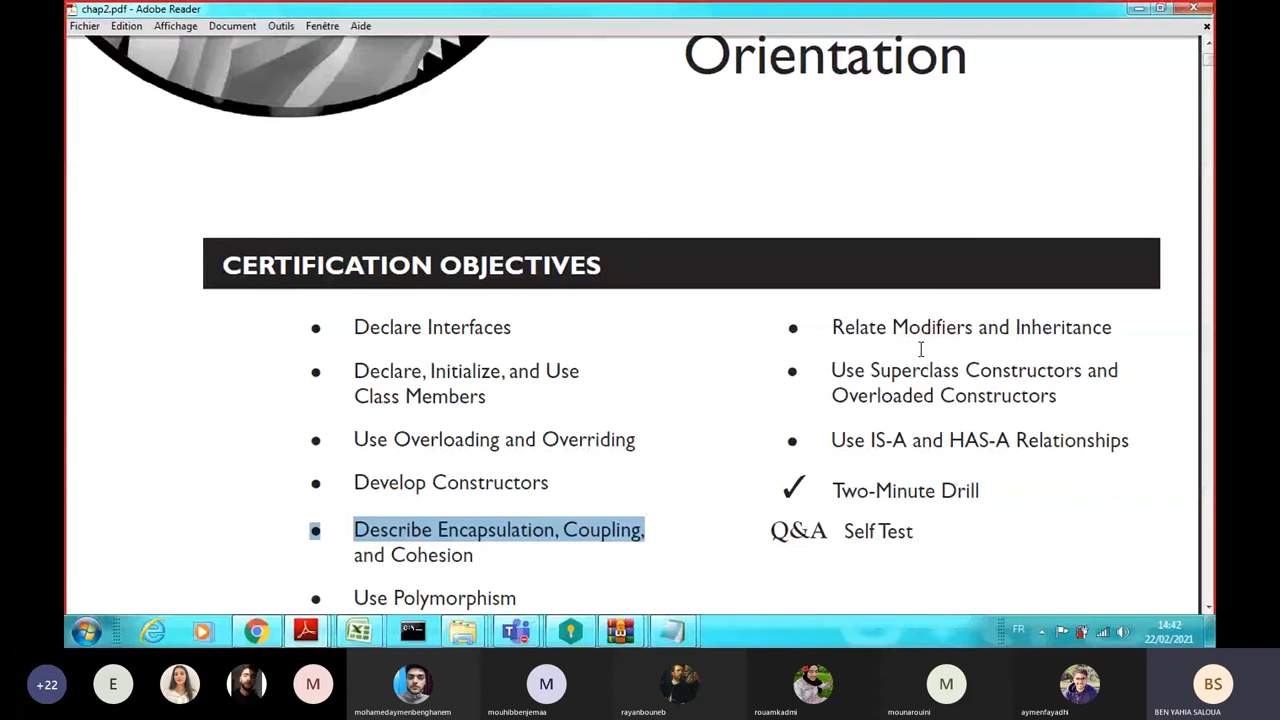 chap2.pdf - Adobe Reader
Fichier Edition Affichage Document Outils Fenêtre Aide
Orientation
CERTIFICATION OBJECTIVES
Declare Interfaces
Declare, Initialize, and Use
Class Members
Use Overloading and Overriding
Develop Constructors
Describe Encapsulation, Coupling,
and Cohesion
Use Polymorphism
Relate Modifiers and Inheritance
Use Superclass Constructors and
Overloaded Constructors
Use IS-A and HAS-A Relationships
✓ Two-Minute Drill
Q&A Self Test
FR
14:42
22/02/2021
+22
E
M
M
M
BS
mohamedaymenbenghanem
mouhibbenjemaa
rayanbouneb
rouamkadmi
mounarouini
aymenfayadhi
BEN YAHIA SALOUA